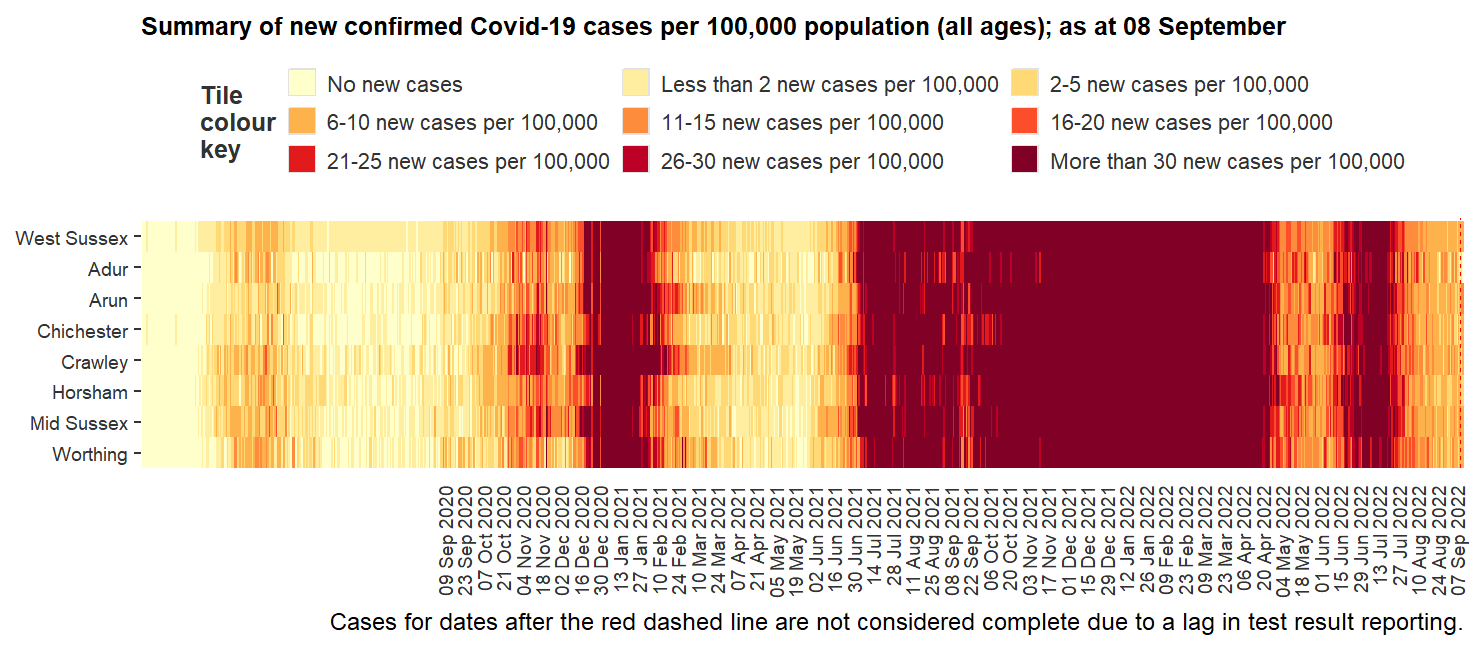 Summary of new confirmed Covid-19 cases per 100,000 population (all ages); as at 08 September
Tile
colour
key
No new cases
Less than 2 new cases per 100,000
2-5 new cases per 100,000
6-10 new cases per 100,000
11-15 new cases per 100,000
16-20 new cases per 100,000
21-25 new cases per 100,000
26-30 new cases per 100,000
More than 30 new cases per 100,000
West Sussex
Adur
Arun
Chichester
Crawley
Horsham
Mid Sussex
Worthing
09 Sep 2020
23 Sep 2020
07 Oct 2020
21 Oct 2020
04 Nov 2020
18 Nov 2020
02 Dec 2020
16 Dec 2020
30 Dec 2020
13 Jan 2021
27 Jan 2021
10 Feb 2021
24 Feb 2021
10 Mar 2021
24 Mar 2021
07 Apr 2021
21 Apr 2021
05 May 2021
19 May 2021
02 Jun 2021
16 Jun 2021
30 Jun 2021
14 Jul 2021
28 Jul 2021
11 Aug 2021
25 Aug 2021
08 Sep 2021
22 Sep 2021
06 Oct 2021
20 Oct 2021
03 Nov 2021
17 Nov 2021
01 Dec 2021
15 Dec 2021
29 Dec 2021
12 Jan 2022
26 Jan 2022
09 Feb 2022
23 Feb 2022
09 Mar 2022
23 Mar 2022
06 Apr 2022
20 Apr 2022
04 May 2022
18 May 2022
01 Jun 2022
15 Jun 2022
29 Jun 2022
13 Jul 2022
27 Jul 2022
10 Aug 2022
24 Aug 2022
07 Sep 2022
Cases for dates after the red dashed line are not considered complete due to a lag in test result reporting.